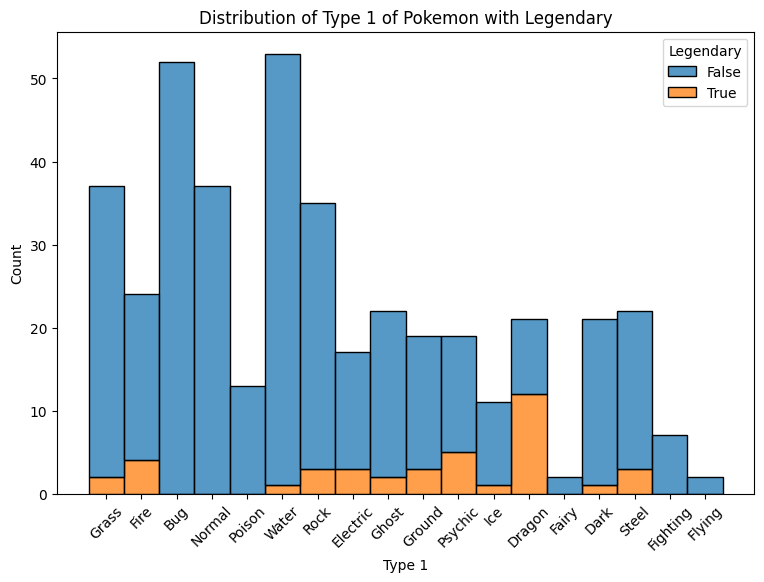 Distribution of Type 1 of Pokemon with Legendary
Legendary
False
True
Count
50
40
30
20
10
0
Grass
Fire
Bug
Normal
Poison
Water
Rock
Electric
Ghost
Ground
Psychic
Ice
Dragon
Fairy
Dark
Steel
Fighting
Flying
Type 1